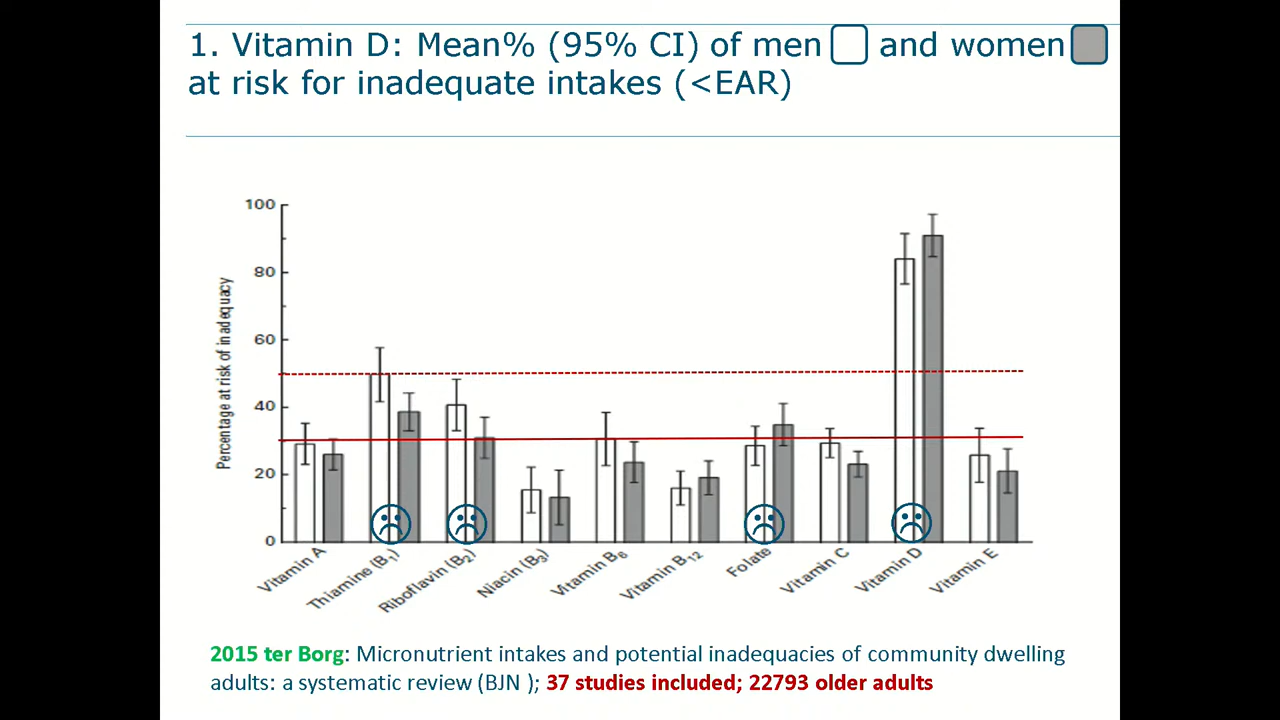 1. Vitamin D: Mean% (95% CI) of men and women
at risk for inadequate intakes (<EAR)
Percentage at risk of inadequacy
100
80
60
40
20
0
Vitamin A
Thiamine (B1)
Riboflavin (B2)
Niacin (B3)
Vitamin B6
Vitamin B12
Folate
Vitamin C
Vitamin D
Vitamin E
2015 ter Borg: Micronutrient intakes and potential inadequacies of community dwelling
adults: a systematic review (BJN ); 37 studies included; 22793 older adults